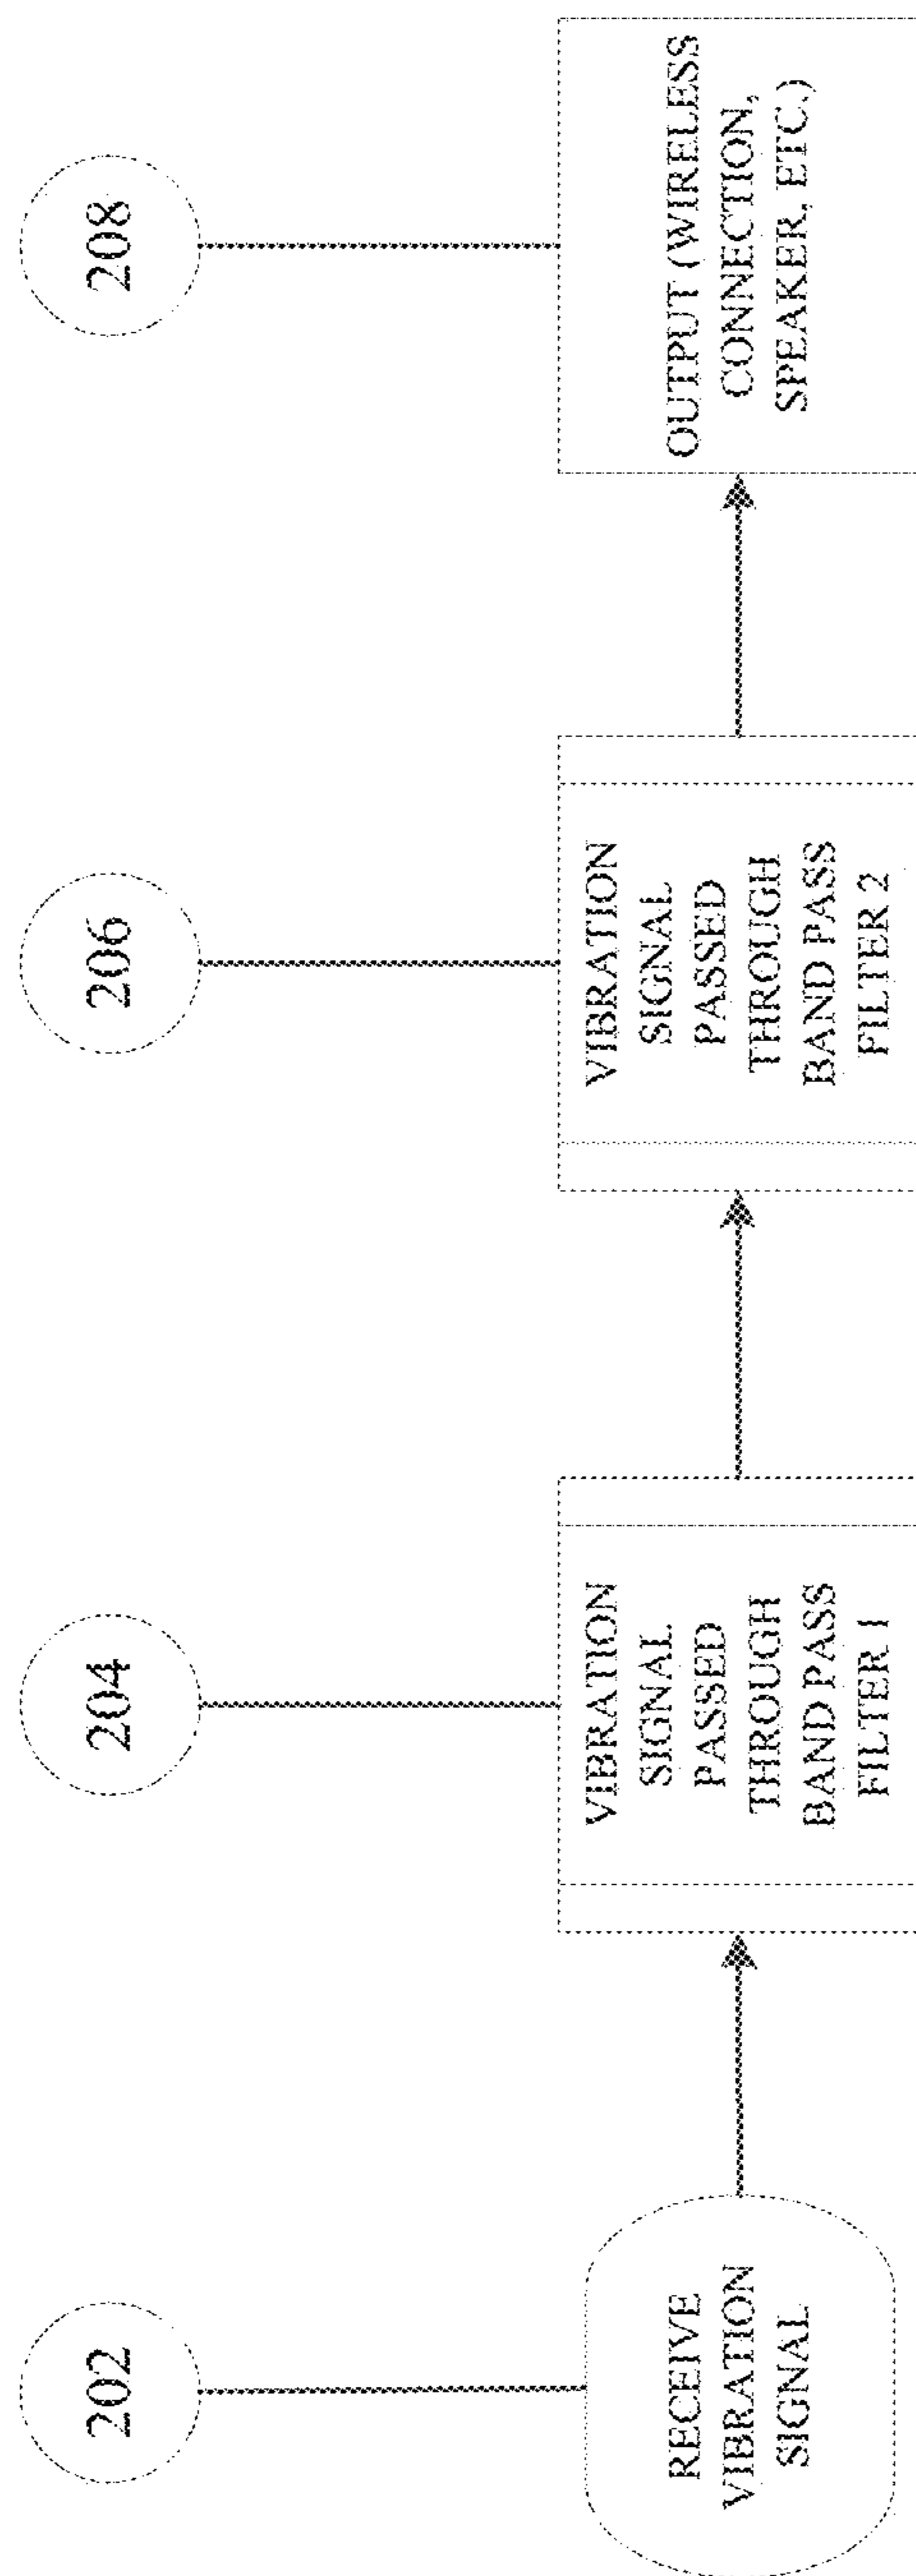 202
204
206
208
RECEIVE
VIBRATION
SIGNAL
VIBRATION
SIGNAL
PASSED
THROUGH
BAND PASS
FILTER 1
VIBRATION
SIGNAL
PASSED
THROUGH
BAND PASS
FILTER 2
OUTPUT (WIRELESS
CONNECTION,
SPEAKER, ETC.)